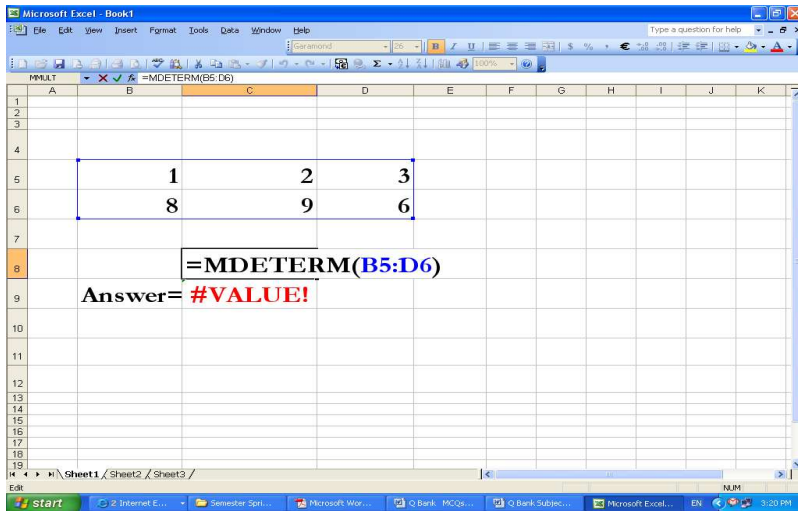 Microsoft Excel - Book1
File Edit View Insert Format Tools Data Window Help Type a question for help
Garamond 26 B I U $ % , €
Σ 100%
MMULT =MDETERM(B5:D6)
A B C D E F G H I J K
1
2
3
4
5 1 2 3
6 8 9 6
7
8 =MDETERM(B5:D6)
9 Answer= #VALUE!
10
11
12
13
14
15
16
17
18
19
Sheet1 / Sheet2 / Sheet3 /
Edit NUM
start 2 Internet E... Semester Spri... Microsoft Wor... Q Bank MCQs... Q Bank Subjec... Microsoft Excel... EN 3:20 PM